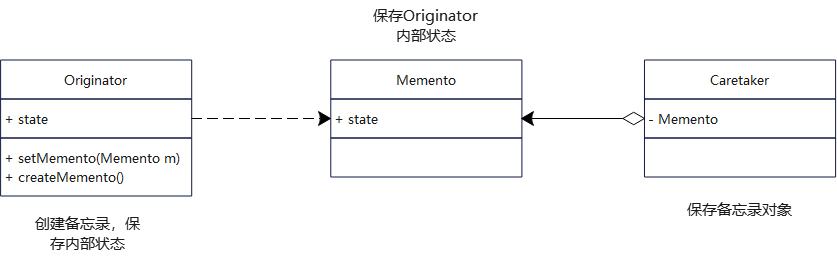 保存Originator
内部状态
Originator
+ state
+ setMemento(Memento m)
+ createMemento()
创建备忘录，保
存内部状态
Memento
+ state
Caretaker
- Memento
保存备忘录对象